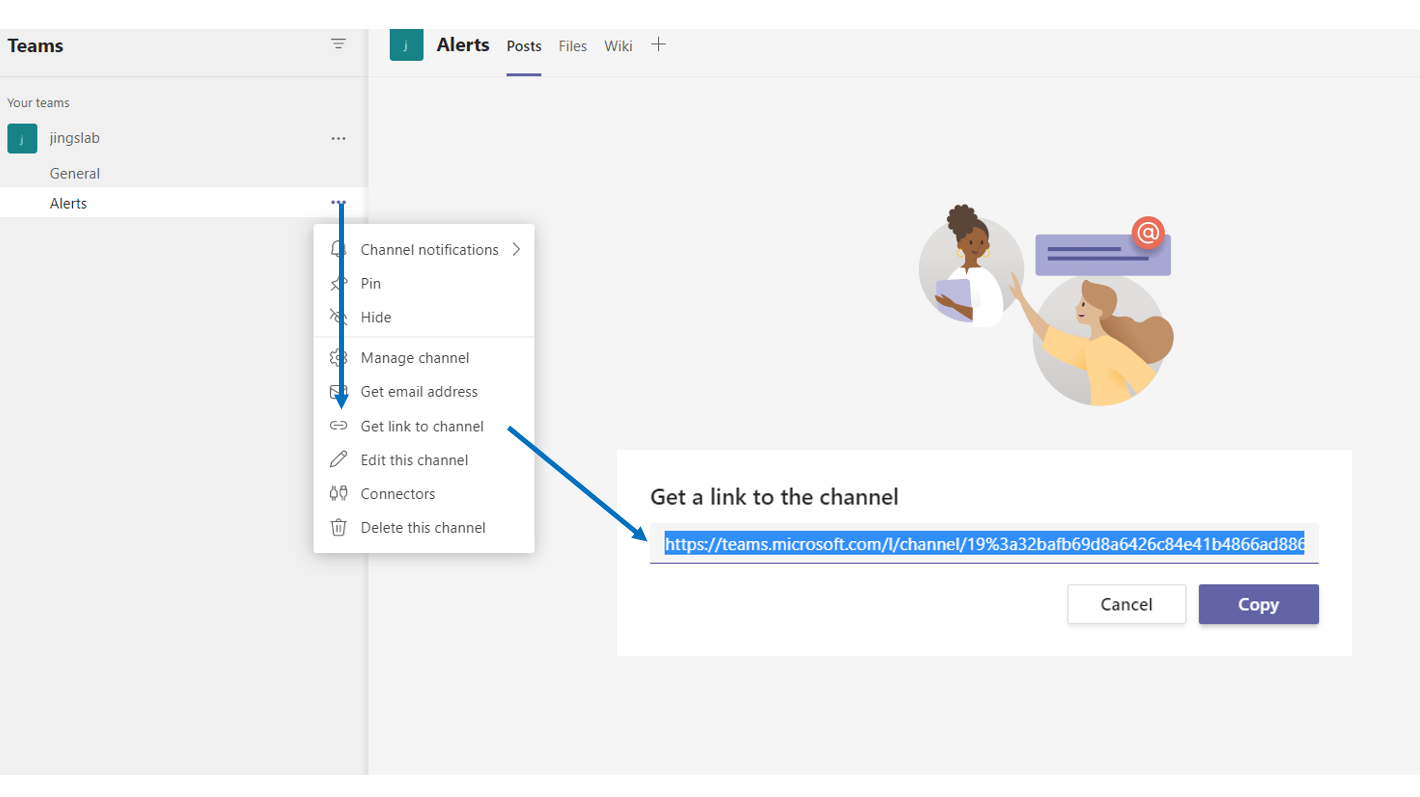 Teams
Your teams
j jingslab
General
Alerts
j Alerts Posts Files Wiki
@
Channel notifications
Pin
Hide
Manage channel
Get email address
Get link to channel
Edit this channel
Connectors
Delete this channel
Get a link to the channel
https://teams.microsoft.com/l/channel/19%3a32bafb69d8a6426c84e41b4866ad886
Cancel Copy